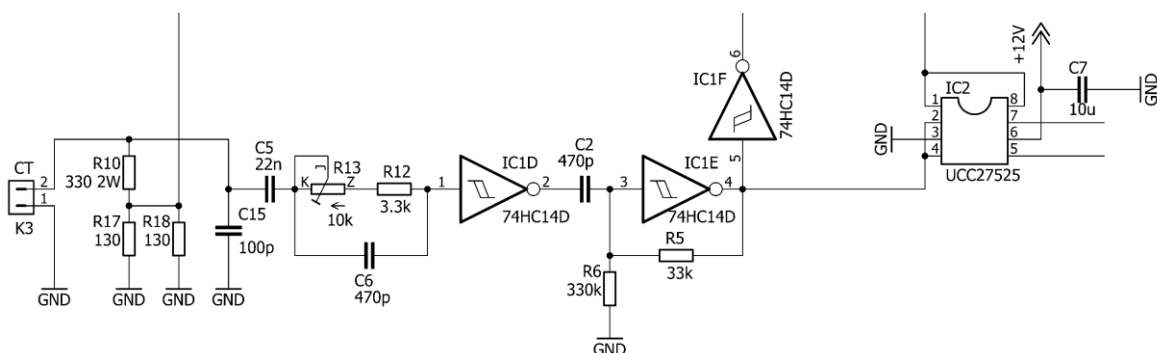 CT
2
1
K3
R10
330 2W
R17
130
R18
130
GND
GND
GND
C15
100p
GND
C5
22n
K
R13
Z
10k
J
R12
3.3k
C6
470p
1
IC1D
2
74HC14D
C2
470p
3
IC1E
4
74HC14D
R5
33k
R6
330k
GND
6
IC1F
5
74HC14D
GND
IC2
1
2
3
4
8
7
6
5
UCC27525
+12V
C7
10u
GND